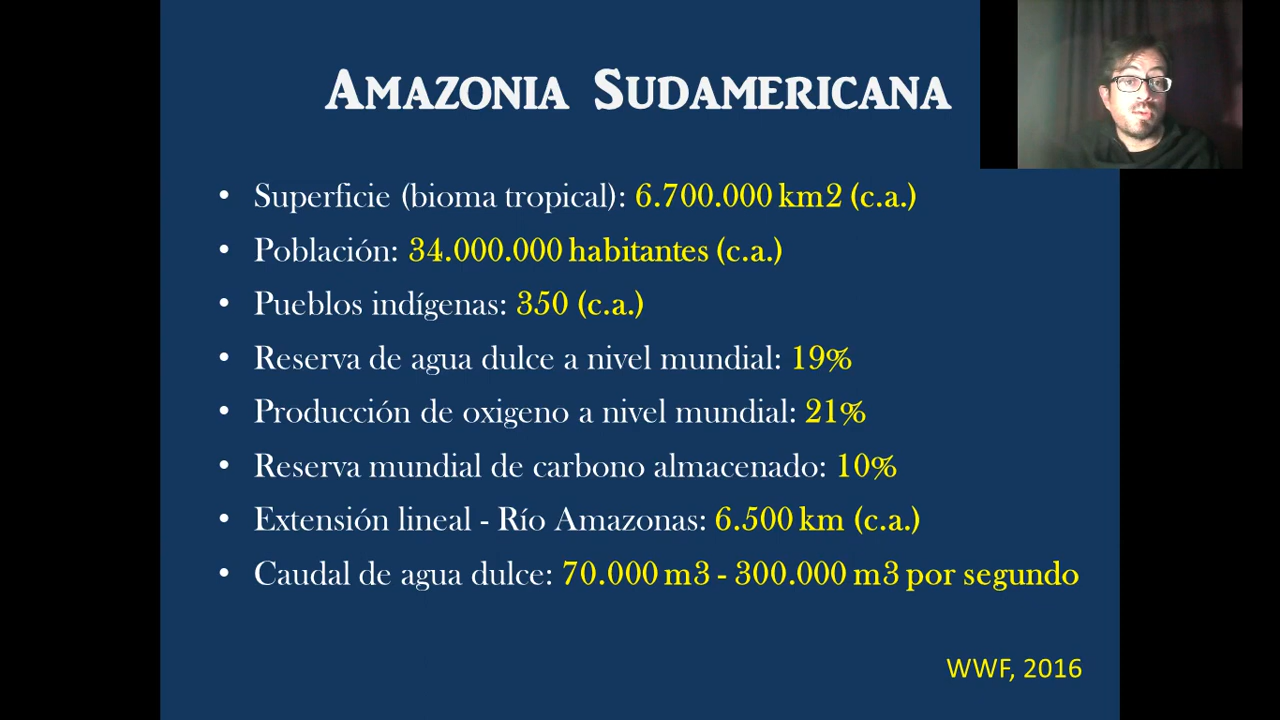 AMAZONIA SUDAMERICANA
• Superficie (bioma tropical): 6.700.000 km2 (c.a.)
• Población: 34.000.000 habitantes (c.a.)
• Pueblos indígenas: 350 (c.a.)
• Reserva de agua dulce a nivel mundial: 19%
• Producción de oxigeno a nivel mundial: 21%
• Reserva mundial de carbono almacenado: 10%
• Extensión lineal - Río Amazonas: 6.500 km (c.a.)
• Caudal de agua dulce: 70.000 m3 - 300.000 m3 por segundo
WWF, 2016